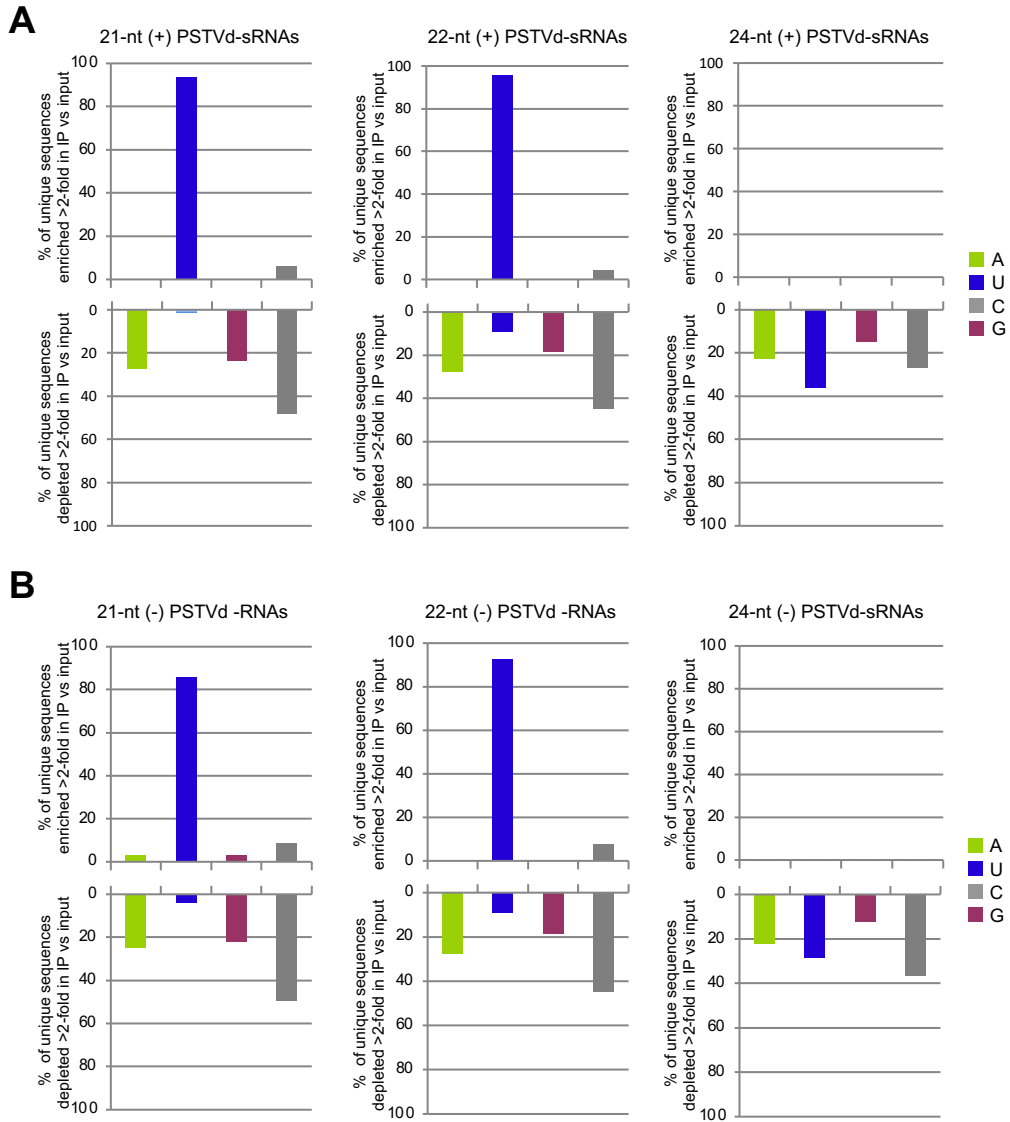 A
21-nt (+) PSTVd-sRNAs
% of unique sequences
enriched >2-fold in IP vs input
100
80
60
40
20
0
% of unique sequences
depleted >2-fold in IP vs input
0
20
40
60
80
100
22-nt (+) PSTVd-sRNAs
% of unique sequences
enriched >2-fold in IP vs input
100
80
60
40
20
0
% of unique sequences
depleted >2-fold in IP vs input
0
20
40
60
80
100
24-nt (+) PSTVd-sRNAs
% of unique sequences
enriched >2-fold in IP vs input
100
80
60
40
20
0
% of unique sequences
depleted >2-fold in IP vs input
0
20
40
60
80
100
A
U
C
G
B
21-nt (-) PSTVd -RNAs
% of unique sequences
enriched >2-fold in IP vs input
100
80
60
40
20
0
% of unique sequences
depleted >2-fold in IP vs input
0
20
40
60
80
100
22-nt (-) PSTVd -RNAs
% of unique sequences
enriched >2-fold in IP vs input
100
80
60
40
20
0
% of unique sequences
depleted >2-fold in IP vs input
0
20
40
60
80
100
24-nt (-) PSTVd-sRNAs
% of unique sequences
enriched >2-fold in IP vs input
100
80
60
40
20
0
% of unique sequences
depleted >2-fold in IP vs input
0
20
40
60
80
100
A
U
C
G